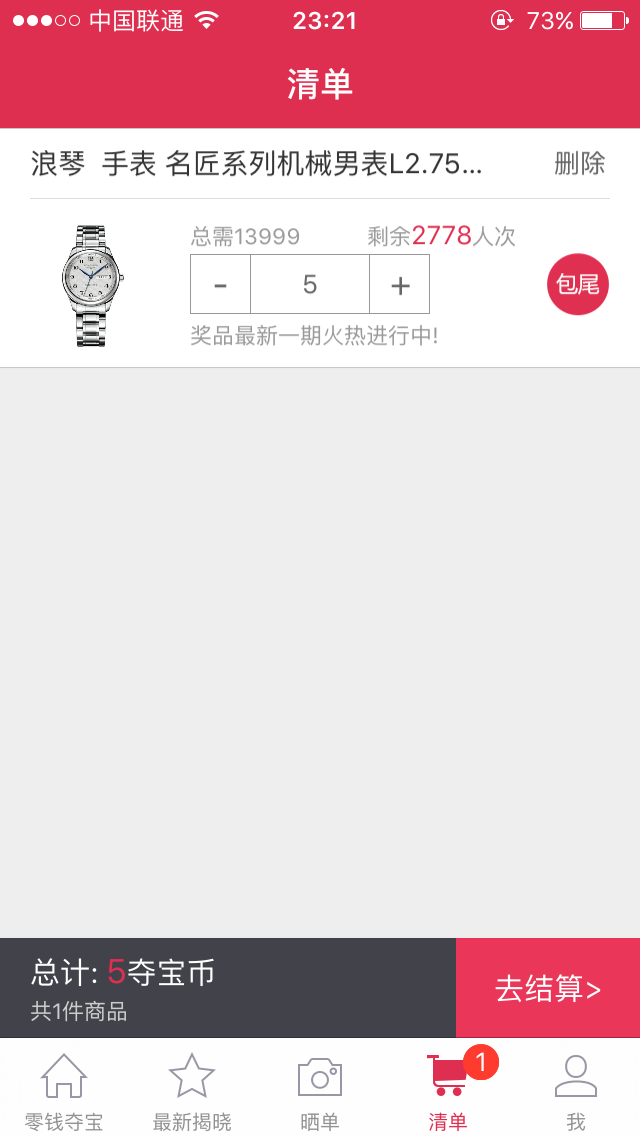 中国联通 23:21 73%
清单
浪琴 手表 名匠系列机械男表L2.75... 删除
总需13999 剩余2778人次
- 5 + 包尾
奖品最新一期火热进行中!
总计: 5夺宝币
共1件商品
去结算>
1
零钱夺宝 最新揭晓 晒单 清单 我